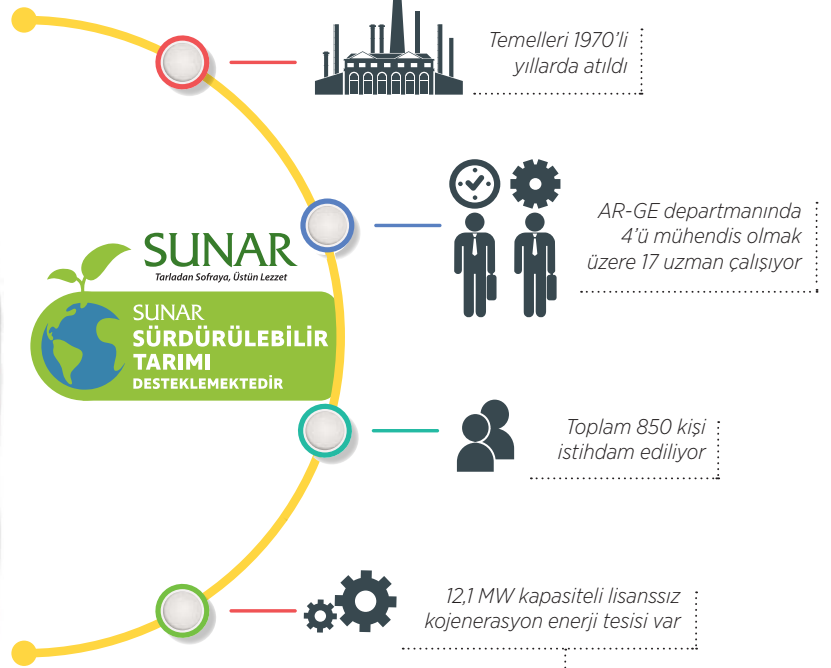 Temelleri 1970'li
yıllarda atıldı
AR-GE departmanında
4'ü mühendis olmak
üzere 17 uzman çalışıyor
SUNAR
Tarladan Sofraya, Üstün Lezzet
SUNAR
SÜRDÜRÜLEBİLİR
TARIMI
DESTEKLEMEKTEDİR
Toplam 850 kişi
istihdam ediliyor
12,1 MW kapasiteli lisanssız
kojenerasyon enerji tesisi var